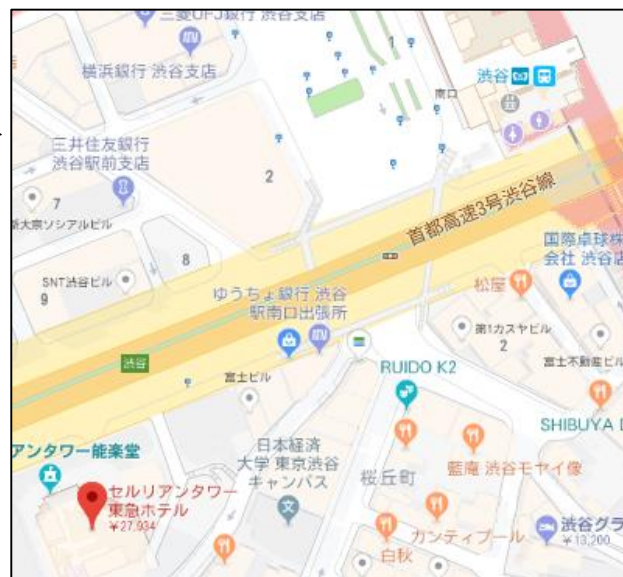 三菱UFJ銀行 渋谷支店
横浜銀行 渋谷支店
1
渋谷
南口
三井住友銀行
渋谷駅前支店
2
7
新大宗ソシアルビル
首都高速3号渋谷線
8
SNT渋谷ビル
9
国際卓球株
会社 渋谷店
松屋
ゆうちょ銀行 渋谷
駅南口出張所
第1カスヤビル
2
渋谷
富士ビル
富士不動産ビル
RUIDO K2
SHIBUYA
アンタワー能楽堂
日本経済
大学 東京渋谷
キャンパス
桜丘町
藍庵 渋谷モヤイ像
セルリアンタワー
東急ホテル
¥27,934
カンティプール
白秋
渋谷グラ
¥13,200